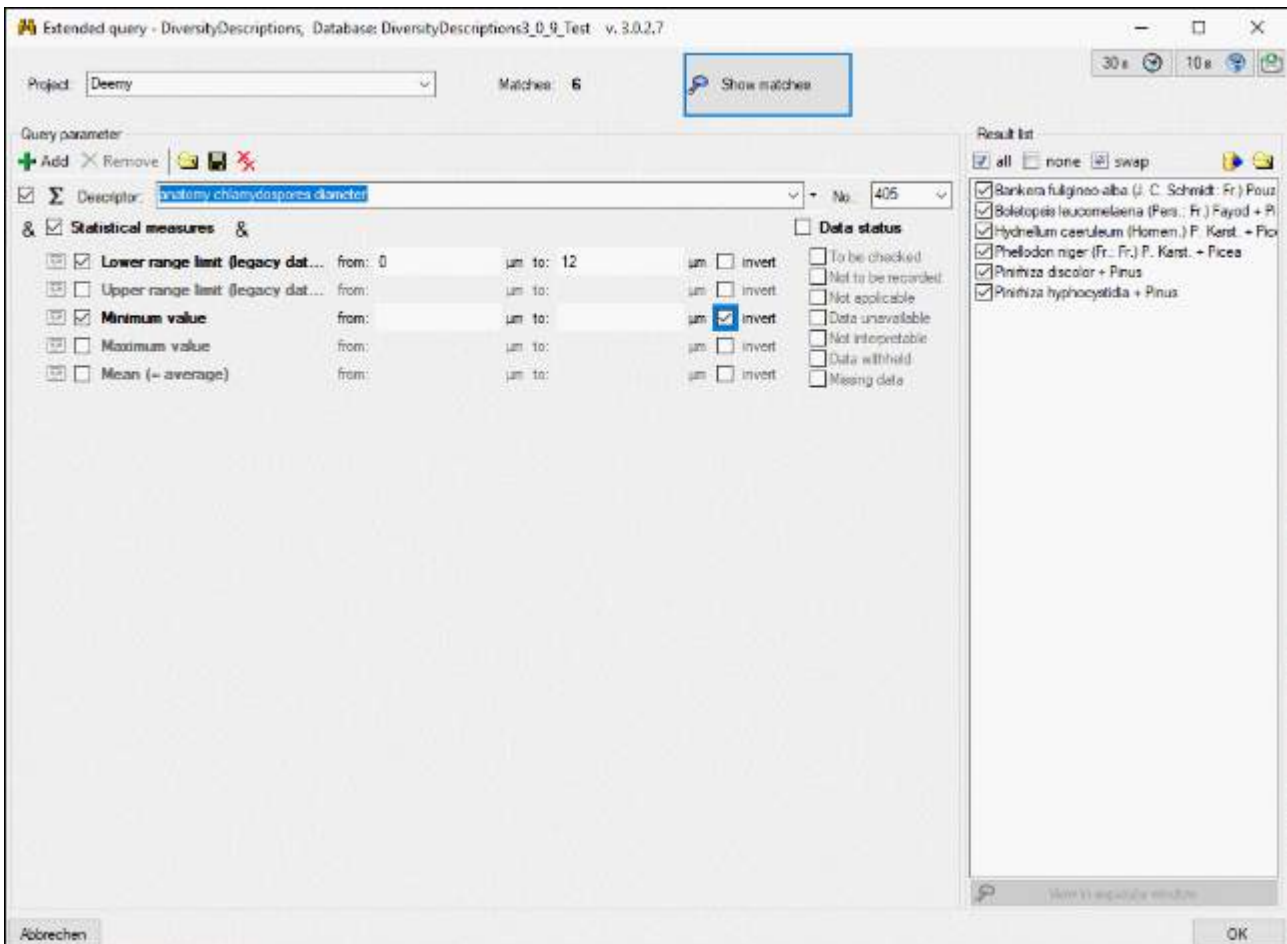 Extended query - DiversityDescriptions, Database: DiversityDescriptions3_0_9_Test v. 3.0.2.7
30 s 10 s
Project: Deemy Matches: 6 Show matches
Query parameter
Add Remove
Descriptor: anatomy chlamydospores diameter No. 405
& Statistical measures & Data status
Lower range limit (legacy dat... from: 0 µm to: 12 µm invert
Upper range limit (legacy dat... from: µm to: µm invert
Minimum value from: µm to: µm invert
Maximum value from: µm to: µm invert
Mean (= average) from: µm to: µm invert
To be checked
Not to be recorded
Not applicable
Data unavailable
Not interpretable
Data withheld
Missing data
Result list
all none swap
Bankera fuligineo-alba (J. C. Schmidt: Fr.) Pouz
Boletopsis leucomelaena (Pers.: Fr.) Fayod + Pi
Hydnellum caeruleum (Hornem.) P. Karst. + Pice
Phellodon niger (Fr.: Fr.) P. Karst. + Picea
Pinirhiza discolor + Pinus
Pinirhiza hyphocystidia + Pinus
View in separate window
Abbrechen OK